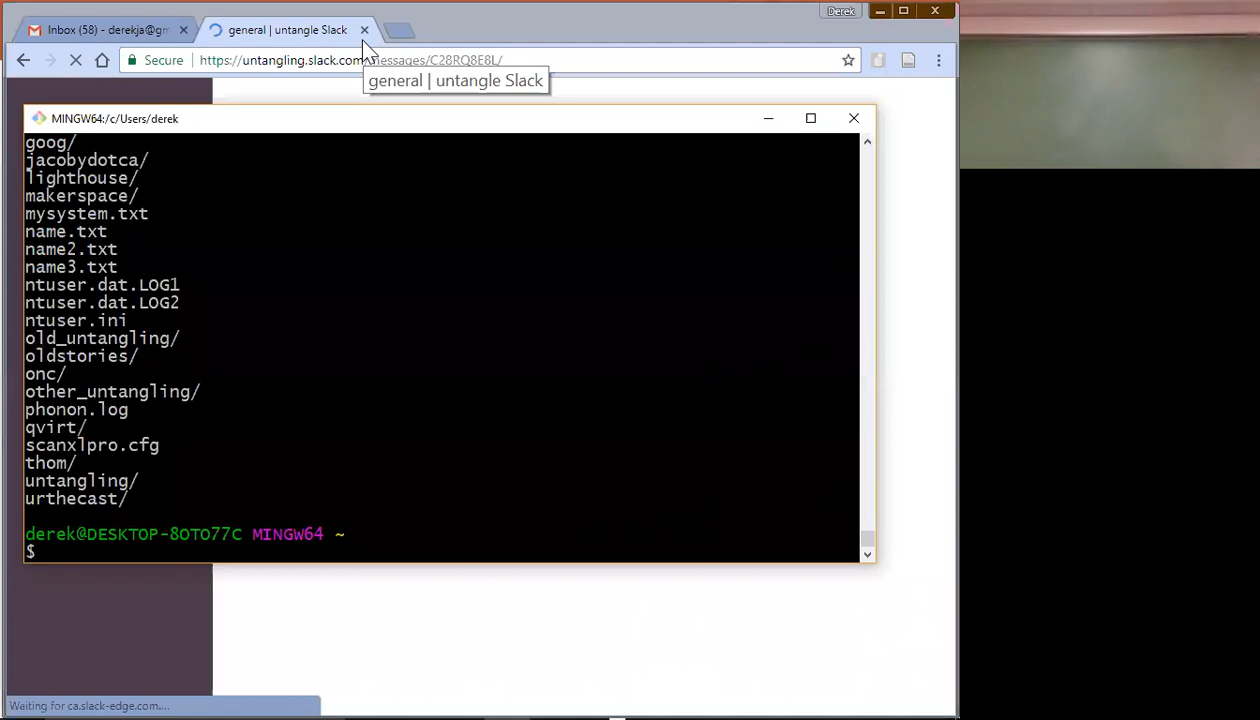 Derek
Inbox (58) - derekja@gm
general | untangle Slack
Secure
https://untangling.slack.com/messages/C28RQ8E8L/
general | untangle Slack
MINGW64:/c/Users/derek
goog/
jacobydotca/
lighthouse/
makerspace/
mysystem.txt
name.txt
name2.txt
name3.txt
ntuser.dat.LOG1
ntuser.dat.LOG2
ntuser.ini
old_untangling/
oldstories/
onc/
other_untangling/
phonon.log
qvirt/
scanxlpro.cfg
thom/
untangling/
urthecast/
derek@DESKTOP-8OTO77C MINGW64 ~
$
Waiting for ca.slack-edge.com....